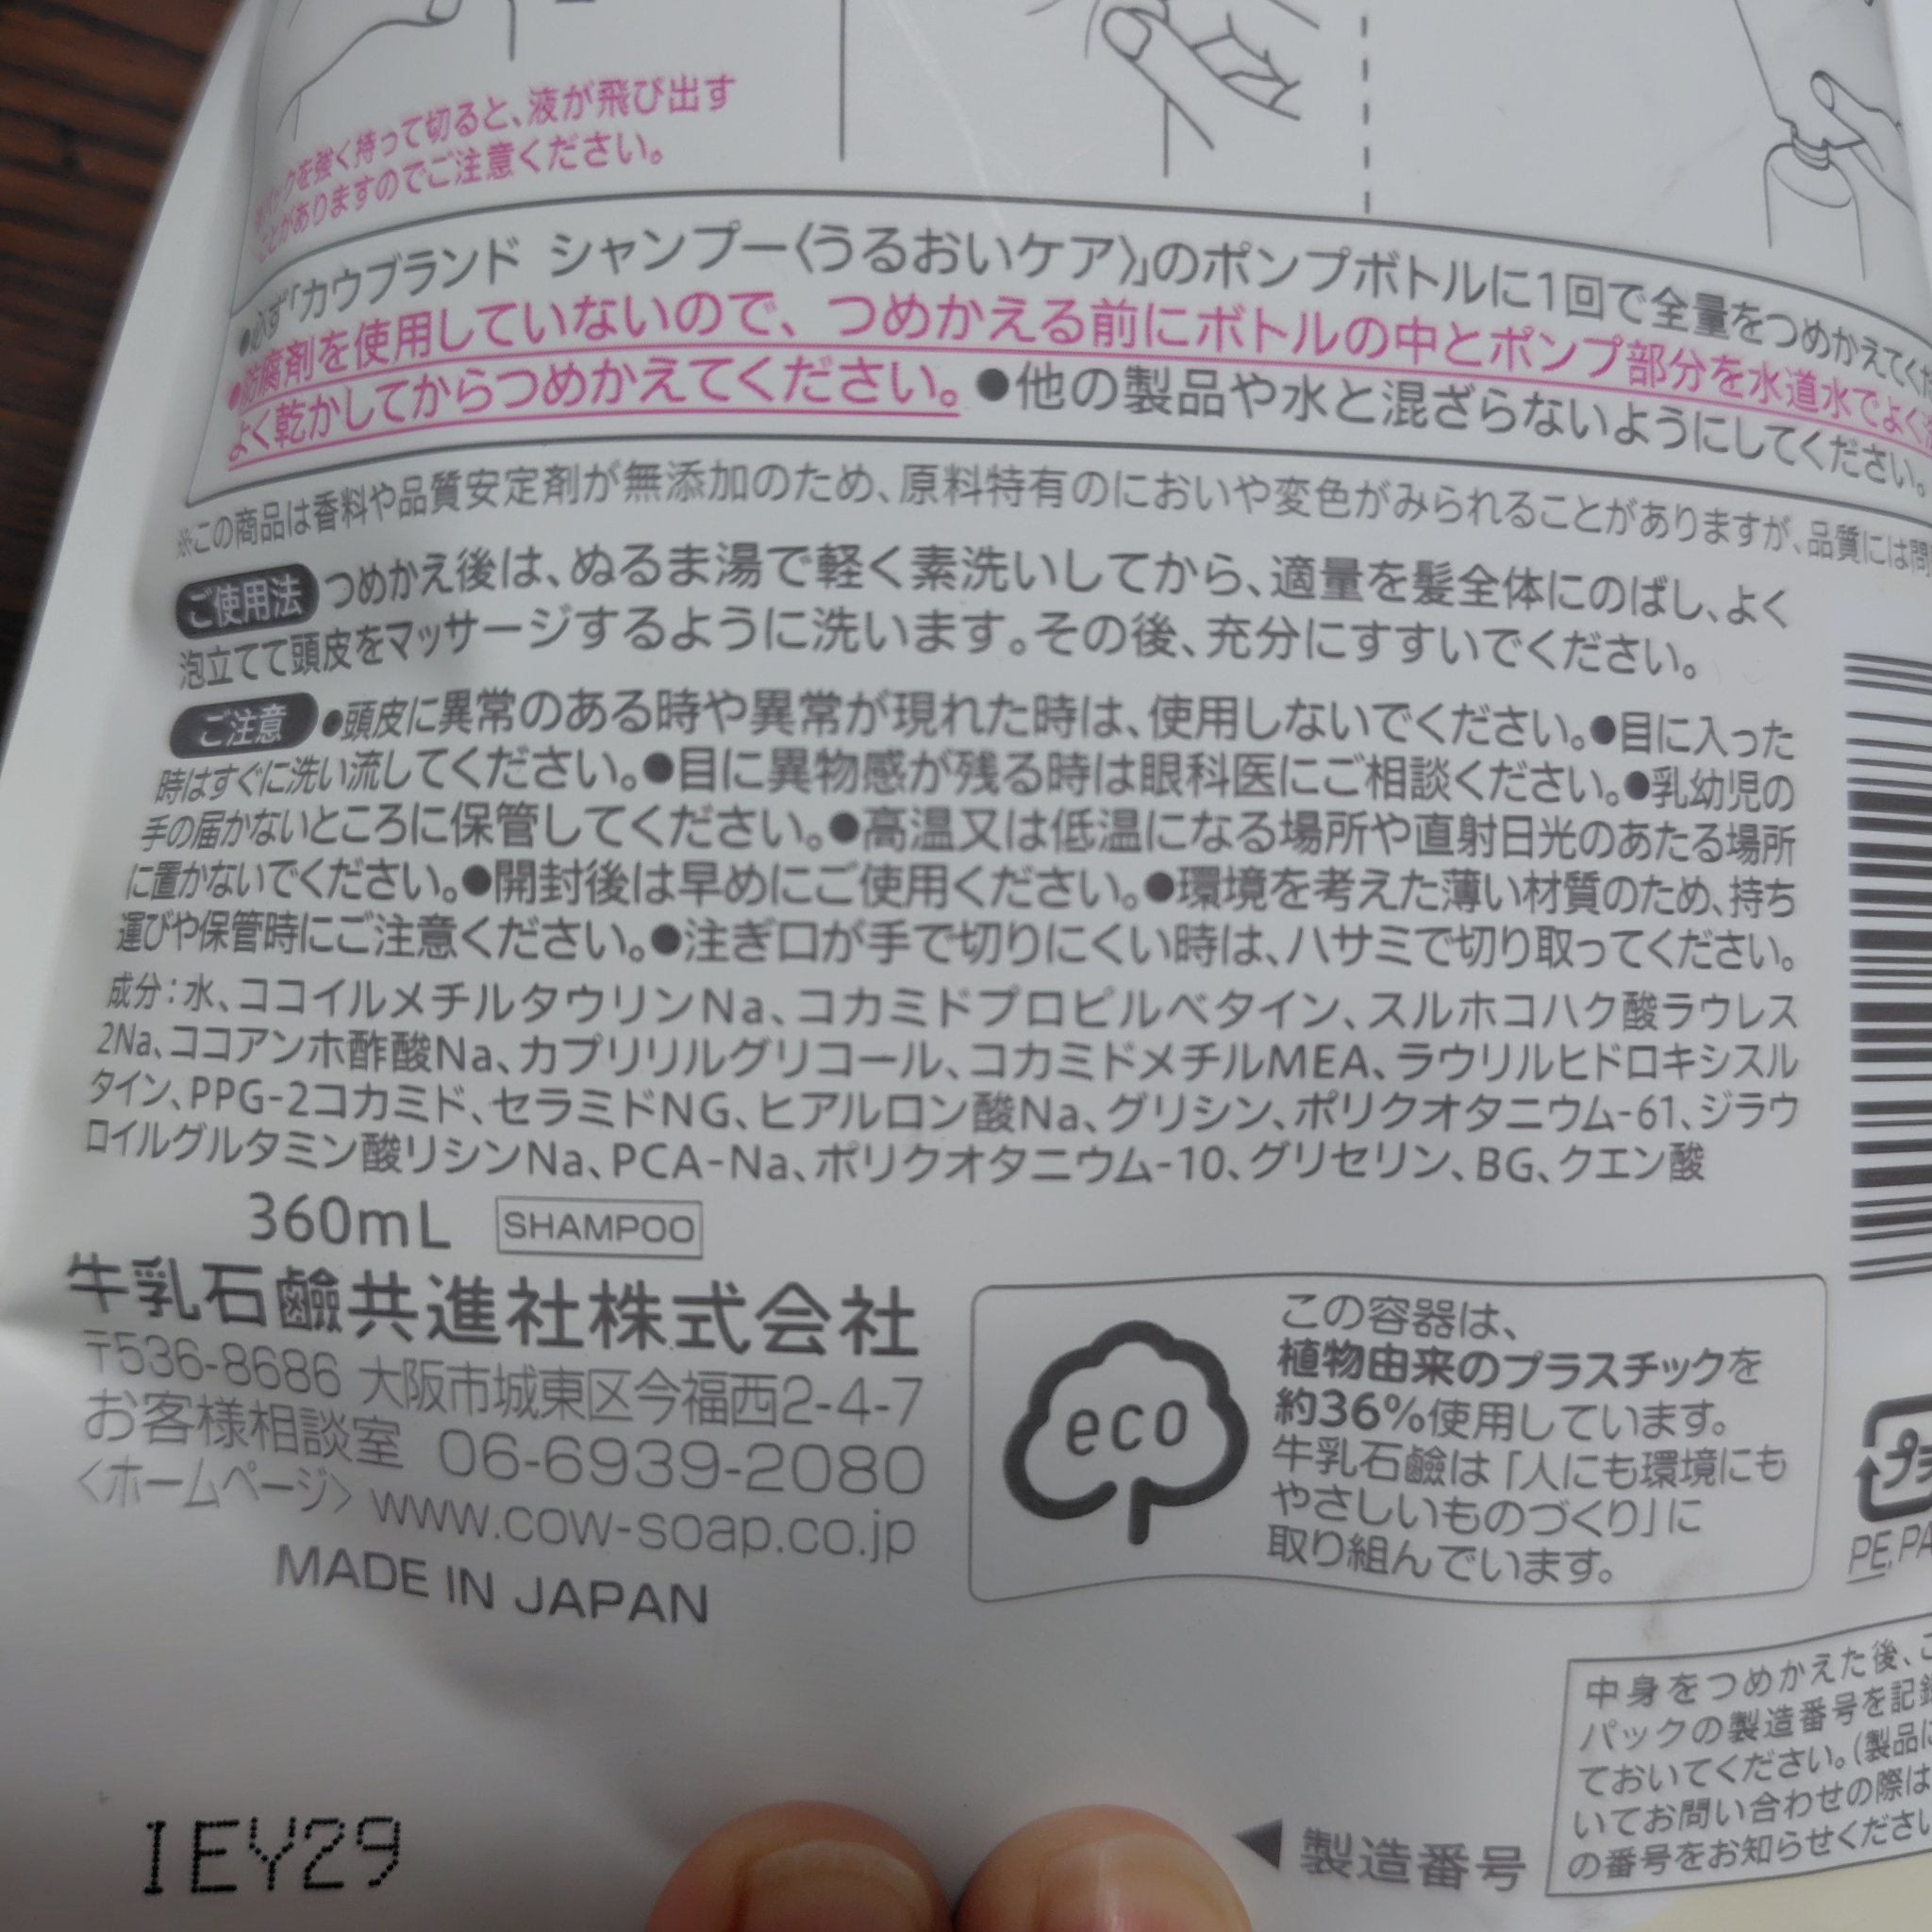 パックを強く持って切ると、液が飛び出す
ことがありますのでご注意ください。
●必ず「カウブランド シャンプー〈うるおいケア〉」のポンプボトルに1回で全量をつめかえてくだ
●防腐剤を使用していないので、つめかえる前にボトルの中とポンプ部分を水道水でよく
よく乾かしてからつめかえてください。●他の製品や水と混ざらないようにしてください。
※この商品は香料や品質安定剤が無添加のため、原料特有のにおいや変色がみられることがありますが、品質には問
ご使用法 つめかえ後は、ぬるま湯で軽く素洗いしてから、適量を髪全体にのばし、よく
泡立てて頭皮をマッサージするように洗います。その後、充分にすすいでください。
ご注意 ●頭皮に異常のある時や異常が現れた時は、使用しないでください。●目に入った
時はすぐに洗い流してください。●目に異物感が残る時は眼科医にご相談ください。●乳幼児の
手の届かないところに保管してください。●高温又は低温になる場所や直射日光のあたる場所
に置かないでください。●開封後は早めにご使用ください。●環境を考えた薄い材質のため、持ち
運びや保管時にご注意ください。●注ぎ口が手で切りにくい時は、ハサミで切り取ってください。
成分：水、ココイルメチルタウリンNa、コカミドプロピルベタイン、スルホコハク酸ラウレス
2Na、ココアンホ酢酸Na、カプリリルグリコール、コカミドメチルMEA、ラウリルヒドロキシスル
タイン、PPG-2コカミド、セラミドNG、ヒアルロン酸Na、グリシン、ポリクオタニウム-61、ジラウ
ロイルグルタミン酸リシンNa、PCA-Na、ポリクオタニウム-10、グリセリン、BG、クエン酸
360mL SHAMPOO
牛乳石鹼共進社株式会社
〒536-8686 大阪市城東区今福西2-4-7
お客様相談室 06-6939-2080
〈ホームページ〉 www.cow-soap.co.jp
MADE IN JAPAN
eco
この容器は、
植物由来のプラスチックを
約36%使用しています。
牛乳石鹼は「人にも環境にも
やさしいものづくり」に
取り組んでいます。
プラ
PE,PA
中身をつめかえた後、こ
パックの製造番号を記録
ておいてください。(製品に
いてお問い合わせの際は
の番号をお知らせください
◀製造番号
IEY29